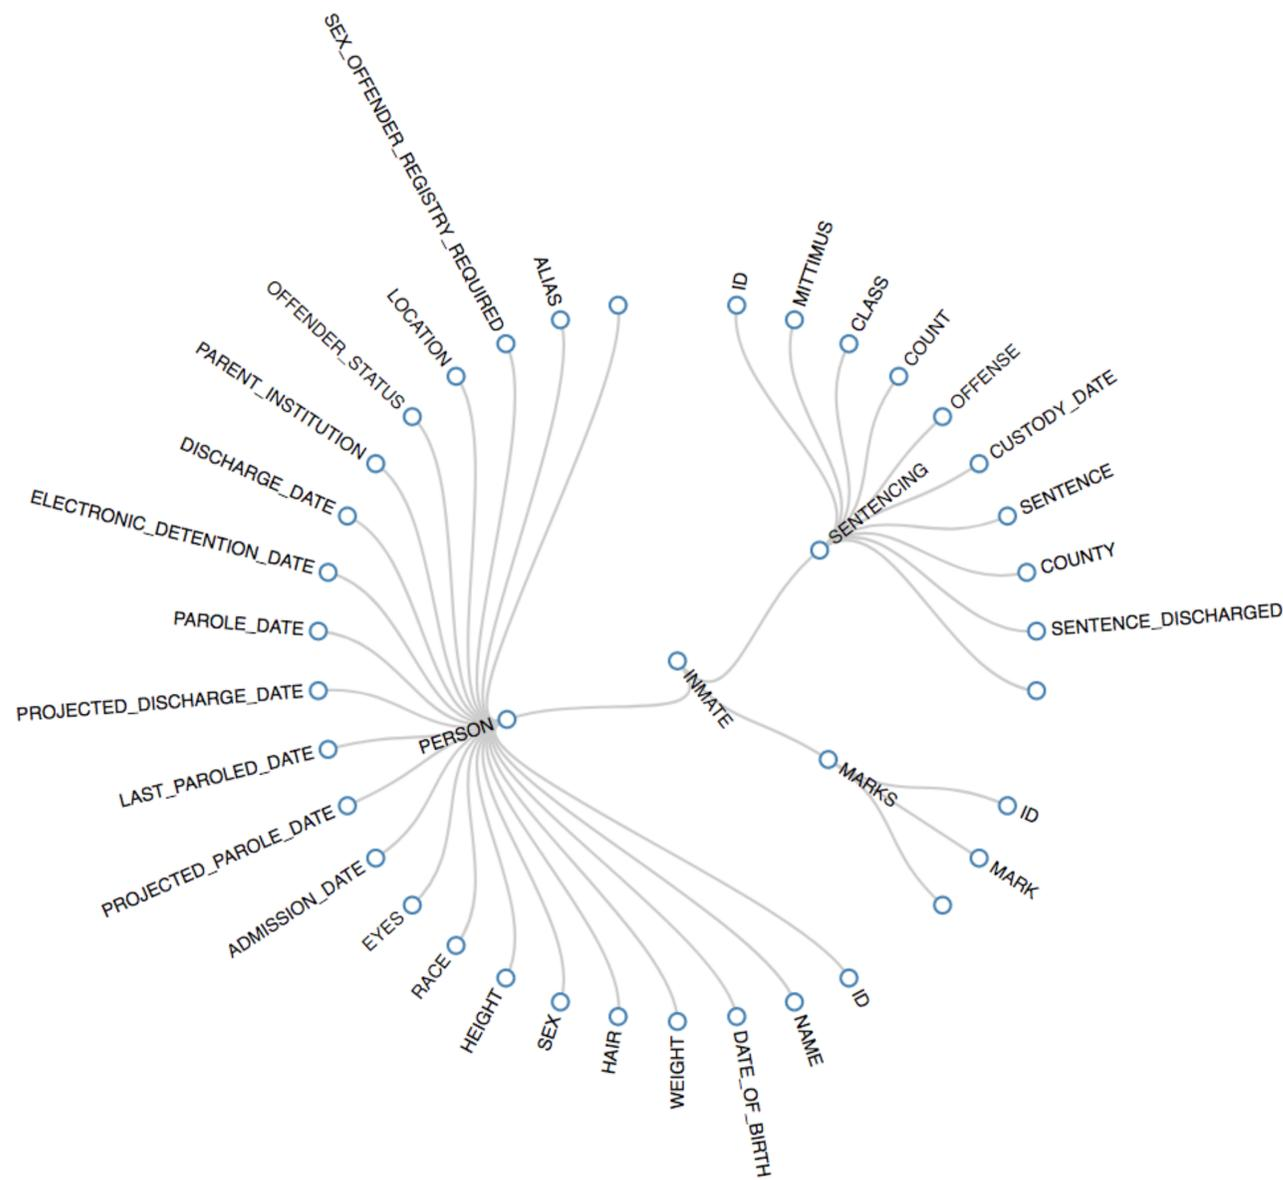 INMATE
SENTENCING
ID
MITTIMUS
CLASS
COUNT
OFFENSE
CUSTODY_DATE
SENTENCE
COUNTY
SENTENCE_DISCHARGED
MARKS
ID
MARK
PERSON
ID
NAME
DATE_OF_BIRTH
WEIGHT
HAIR
SEX
HEIGHT
RACE
EYES
ADMISSION_DATE
PROJECTED_PAROLE_DATE
LAST_PAROLED_DATE
PROJECTED_DISCHARGE_DATE
PAROLE_DATE
ELECTRONIC_DETENTION_DATE
DISCHARGE_DATE
PARENT_INSTITUTION
OFFENDER_STATUS
LOCATION
SEX_OFFENDER_REGISTRY_REQUIRED
ALIAS